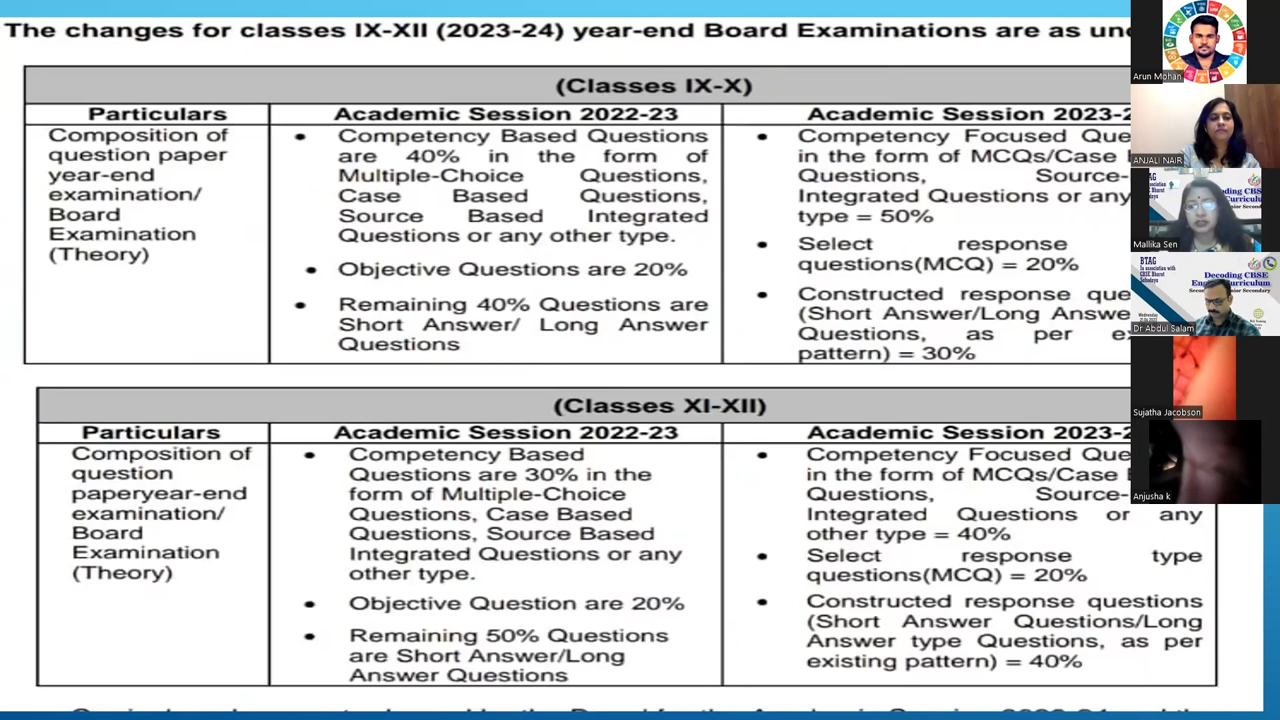 The changes for classes IX-XII (2023-24) year-end Board Examinations are as
(Classes IX-X)
Particulars
Academic Session 2022-23
Academic Session
Composition of
question paper
year-end
examination/
Board
Examination
(Theory)
• Competency Based Questions
are 40% in the form of
Multiple-Choice Questions,
Case Based Questions,
Source Based Integrated
Questions or any other type.
• Objective Questions are 20%
• Remaining 40% Questions are
Short Answer/ Long Answer
Questions
• Competency Focused
in the form of MCQs/Case
Questions, Source-
Integrated Questions or any
type = 50%
• Select response
questions(MCQ) = 20%
• Constructed response
(Short Answer/Long
Questions, as per
pattern) = 30%
(Classes XI-XII)
Particulars
Academic Session 2022-23
Academic Session
Composition of
question
paperyear-end
examination/
Board
Examination
(Theory)
• Competency Based
Questions are 30% in the
form of Multiple-Choice
Questions, Case Based
Questions, Source Based
Integrated Questions or any
other type.
• Objective Question are 20%
• Remaining 50% Questions
are Short Answer/Long
Answer Questions
• Competency Focused
in the form of MCQs/Case
Questions, Source-
Integrated Questions or any
other type = 40%
• Select response type
questions(MCQ) = 20%
• Constructed response questions
(Short Answer Questions/Long
Answer type Questions, as per
existing pattern) = 40%
Arun Mohan
ANJALI NAIR
Mallika Sen
BTAG
In association with
CBSE Bharat
Sahodaya
Decoding CBSE
Dr Abdul Salam
Sujatha Jacobson
Anjusha k